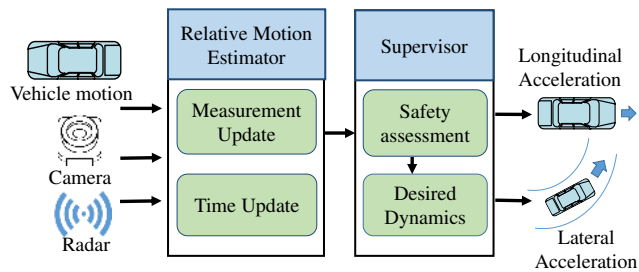 Vehicle motion
Camera
Radar
Relative Motion
Estimator
Measurement
Update
Time Update
Supervisor
Safety
assessment
Desired
Dynamics
Longitudinal
Acceleration
Lateral
Acceleration